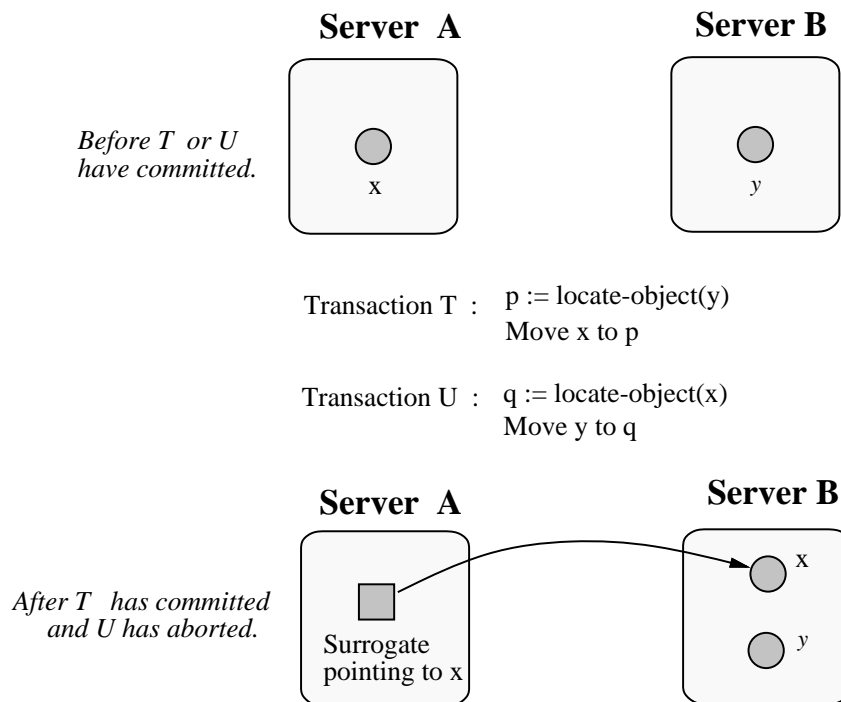 Server A
Server B
Before T or U
have committed.
x
y
Transaction T : p := locate-object(y)
Move x to p
Transaction U : q := locate-object(x)
Move y to q
Server A
Server B
After T has committed
and U has aborted.
x
Surrogate
pointing to x
y